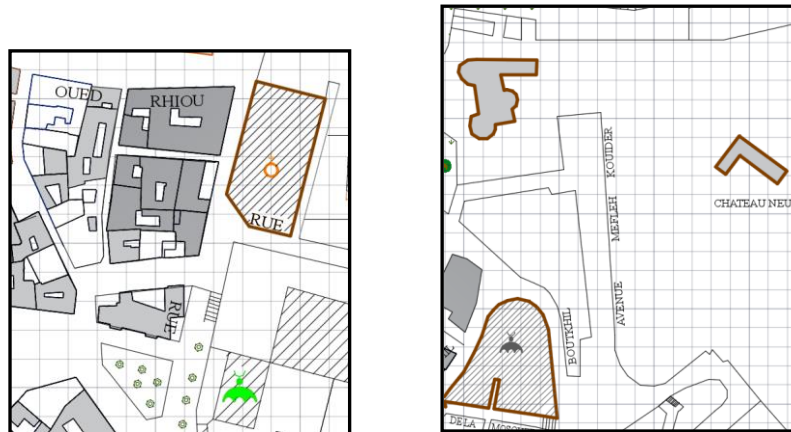 OUED
RHIOU
RUE
RUE
KOUIDER
MEFLEH
AVENUE
CHATEAU NEU
BOUTKHIL
DE LA